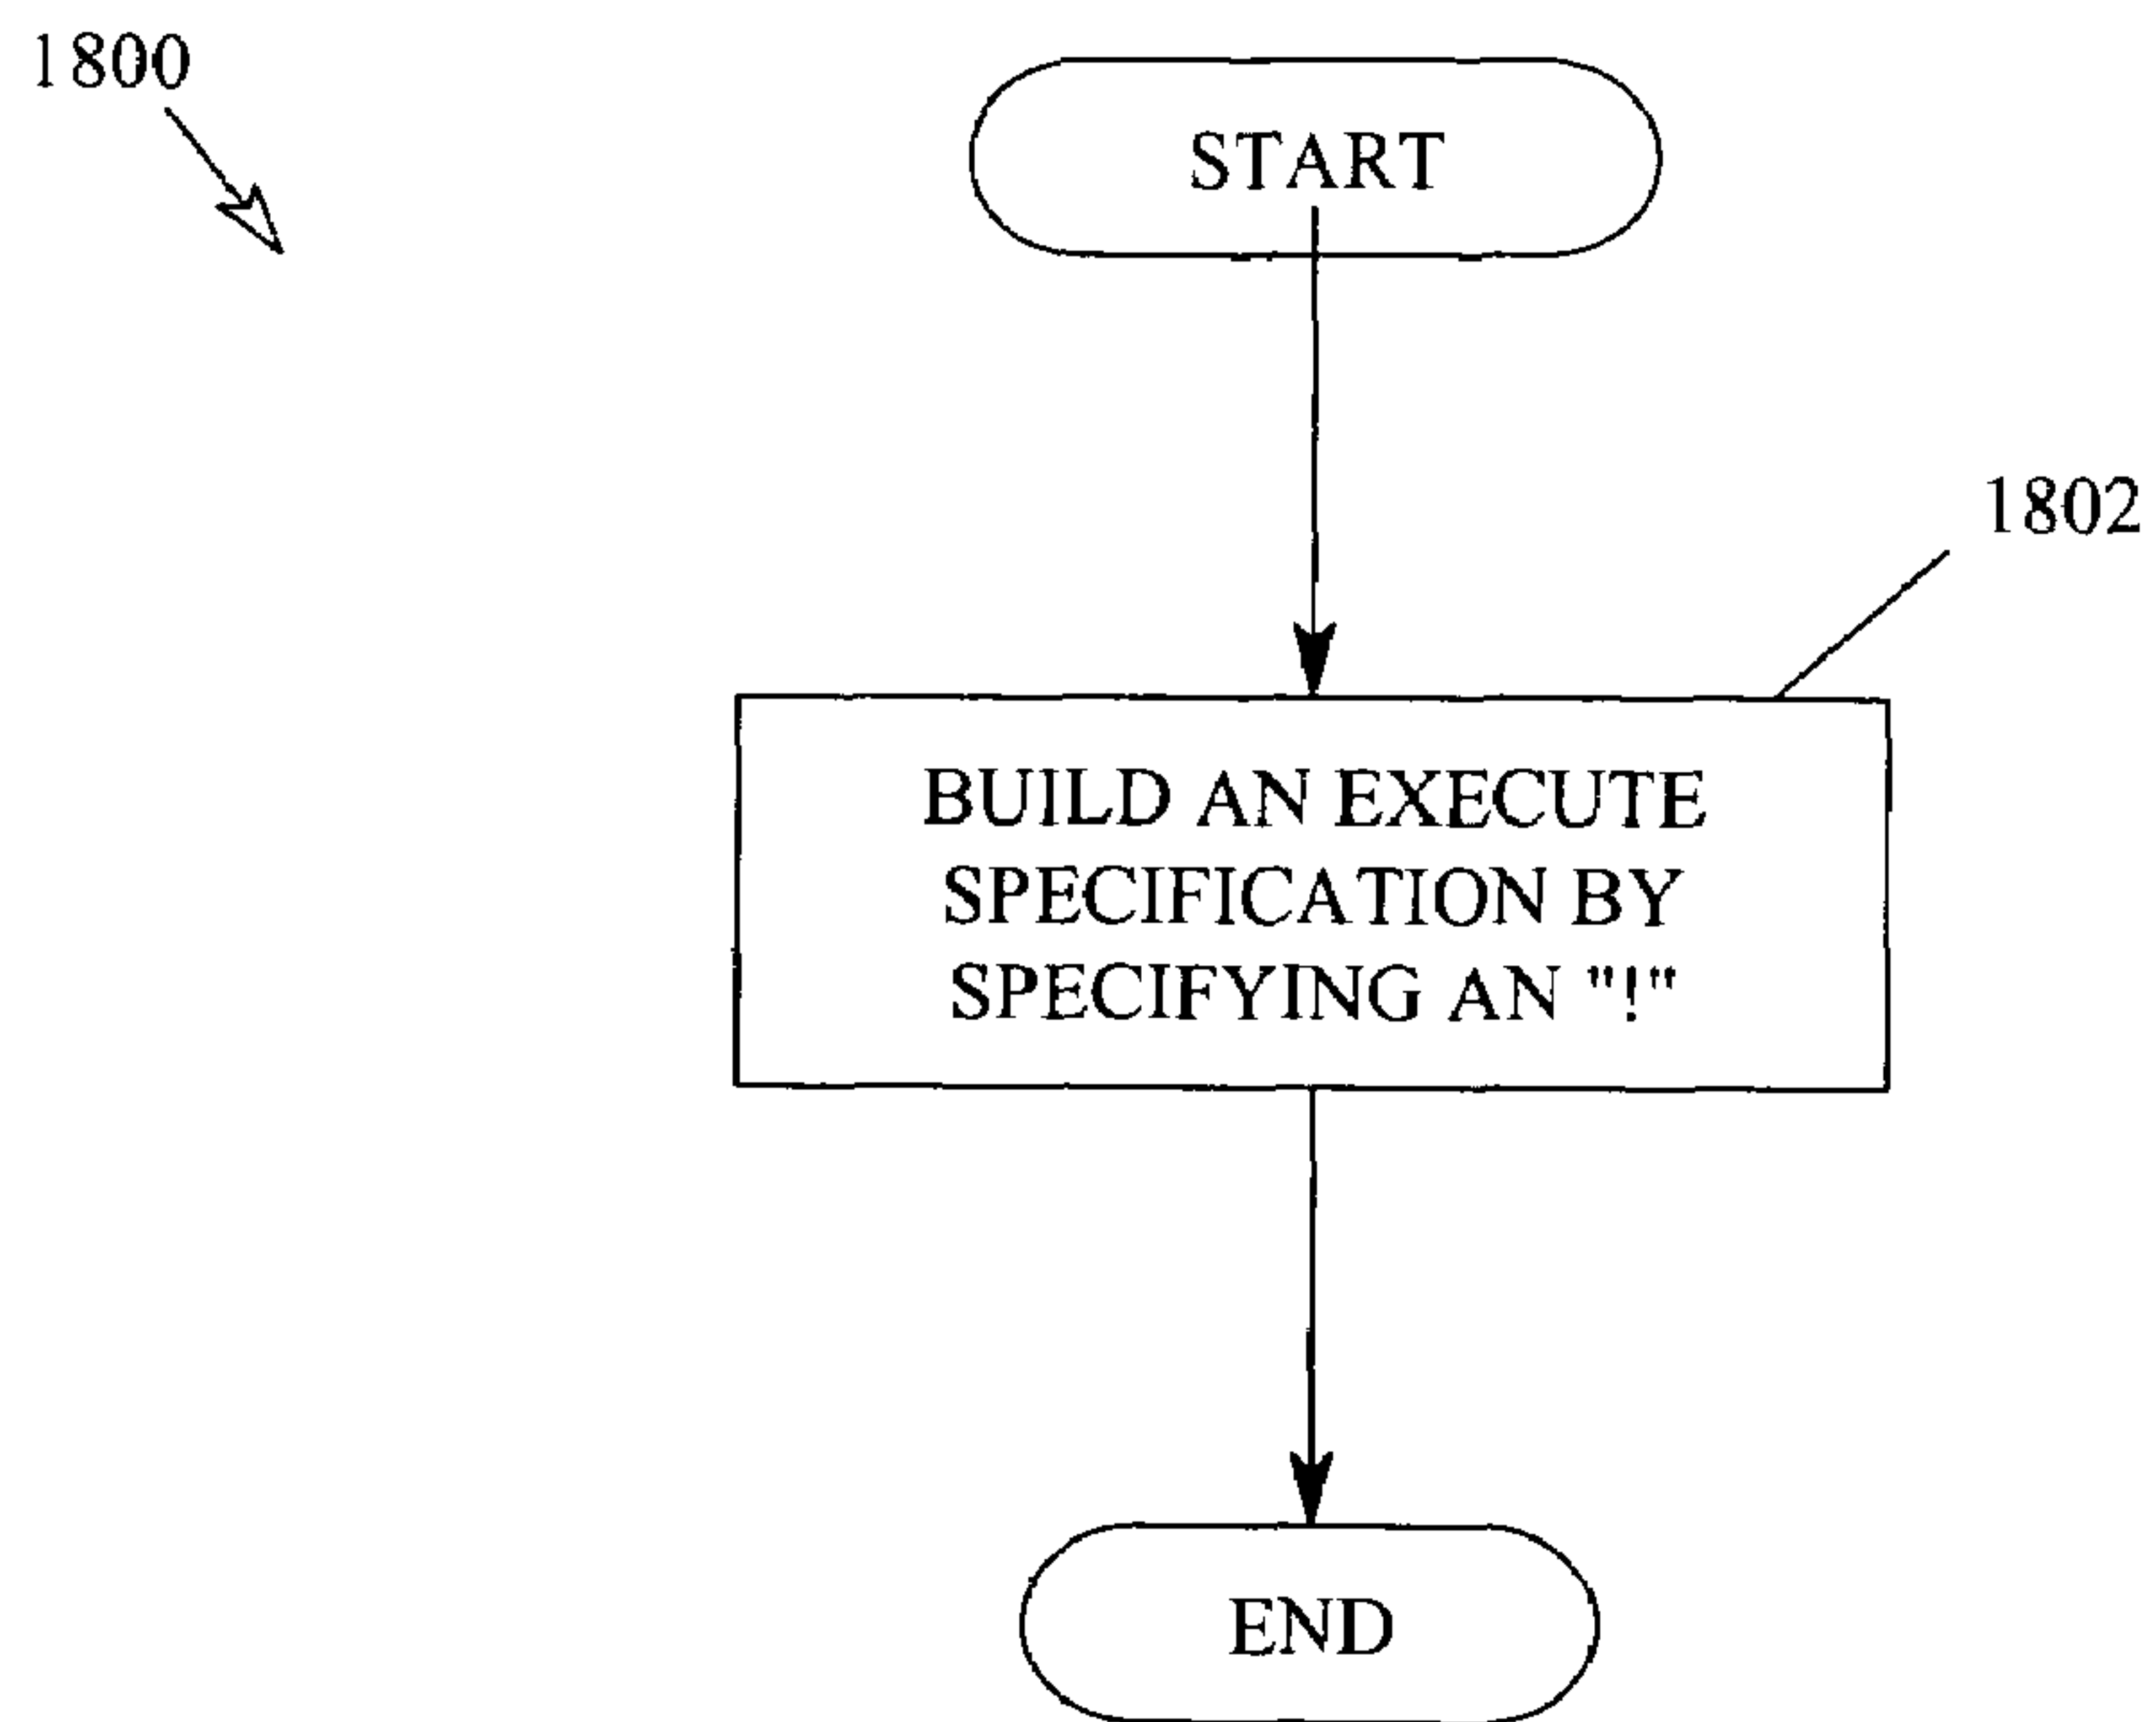 1800
START
1802
BUILD AN EXECUTE
SPECIFICATION BY
SPECIFYING AN "!"
END